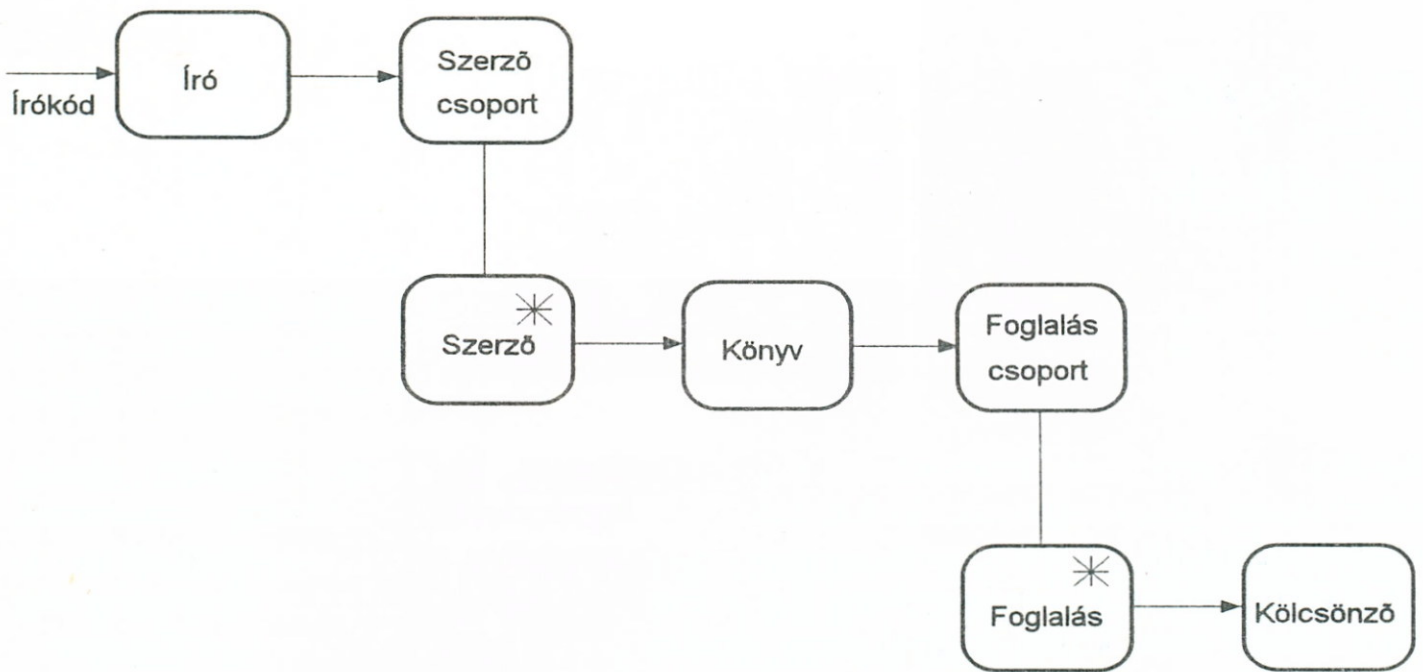 Írókód
Író
Szerzõ
csoport
Szerzõ
Könyv
Foglalás
csoport
Foglalás
Kölcsönzõ